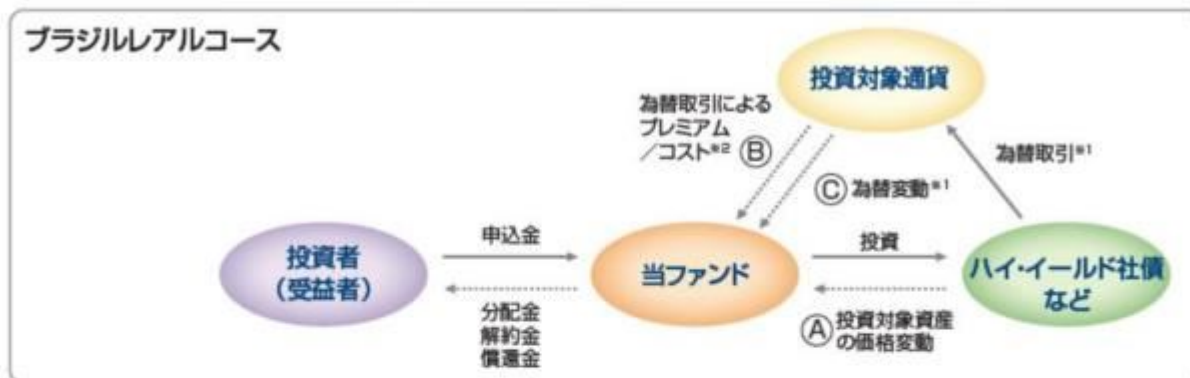 ブラジルレアルコース
投資対象通貨
為替取引による
プレミアム
／コスト※2 Ⓑ
為替取引※1
Ⓒ 為替変動※1
投資者
（受益者）
申込金
分配金
解約金
償還金
当ファンド
投資
Ⓐ 投資対象資産
の価格変動
ハイ・イールド社債
など